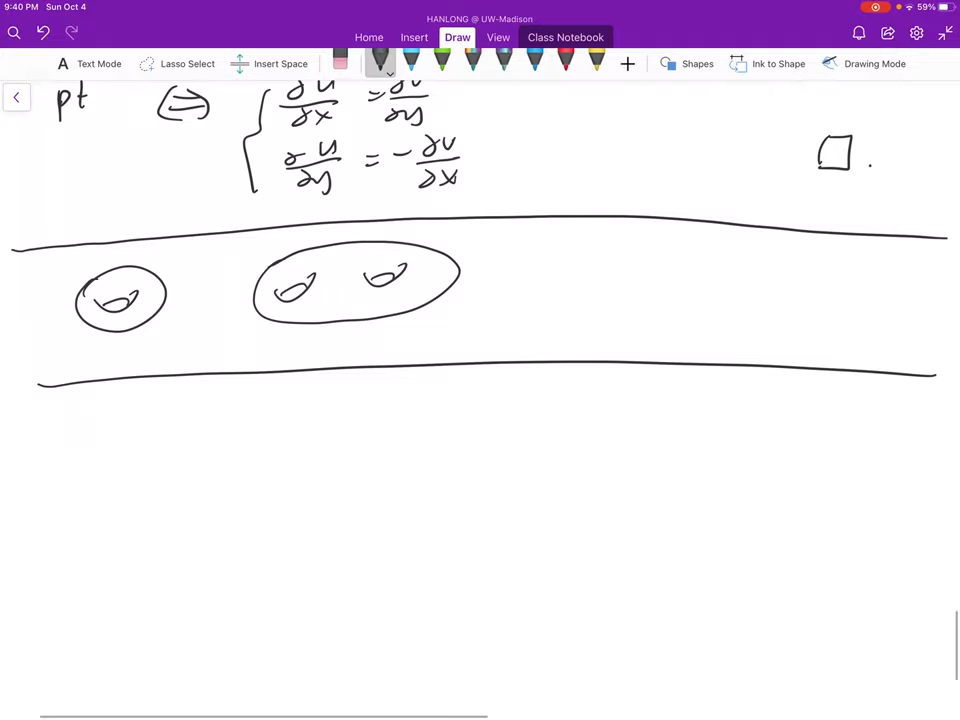 9:40 PM Sun Oct 4
59%
HANLONG @ UW-Madison
Home Insert Draw View Class Notebook
A Text Mode Lasso Select Insert Space Shapes Ink to Shape Drawing Mode
pt ⟺ { ∂u/∂x = ∂v/∂y
∂u/∂y = - ∂v/∂x □.